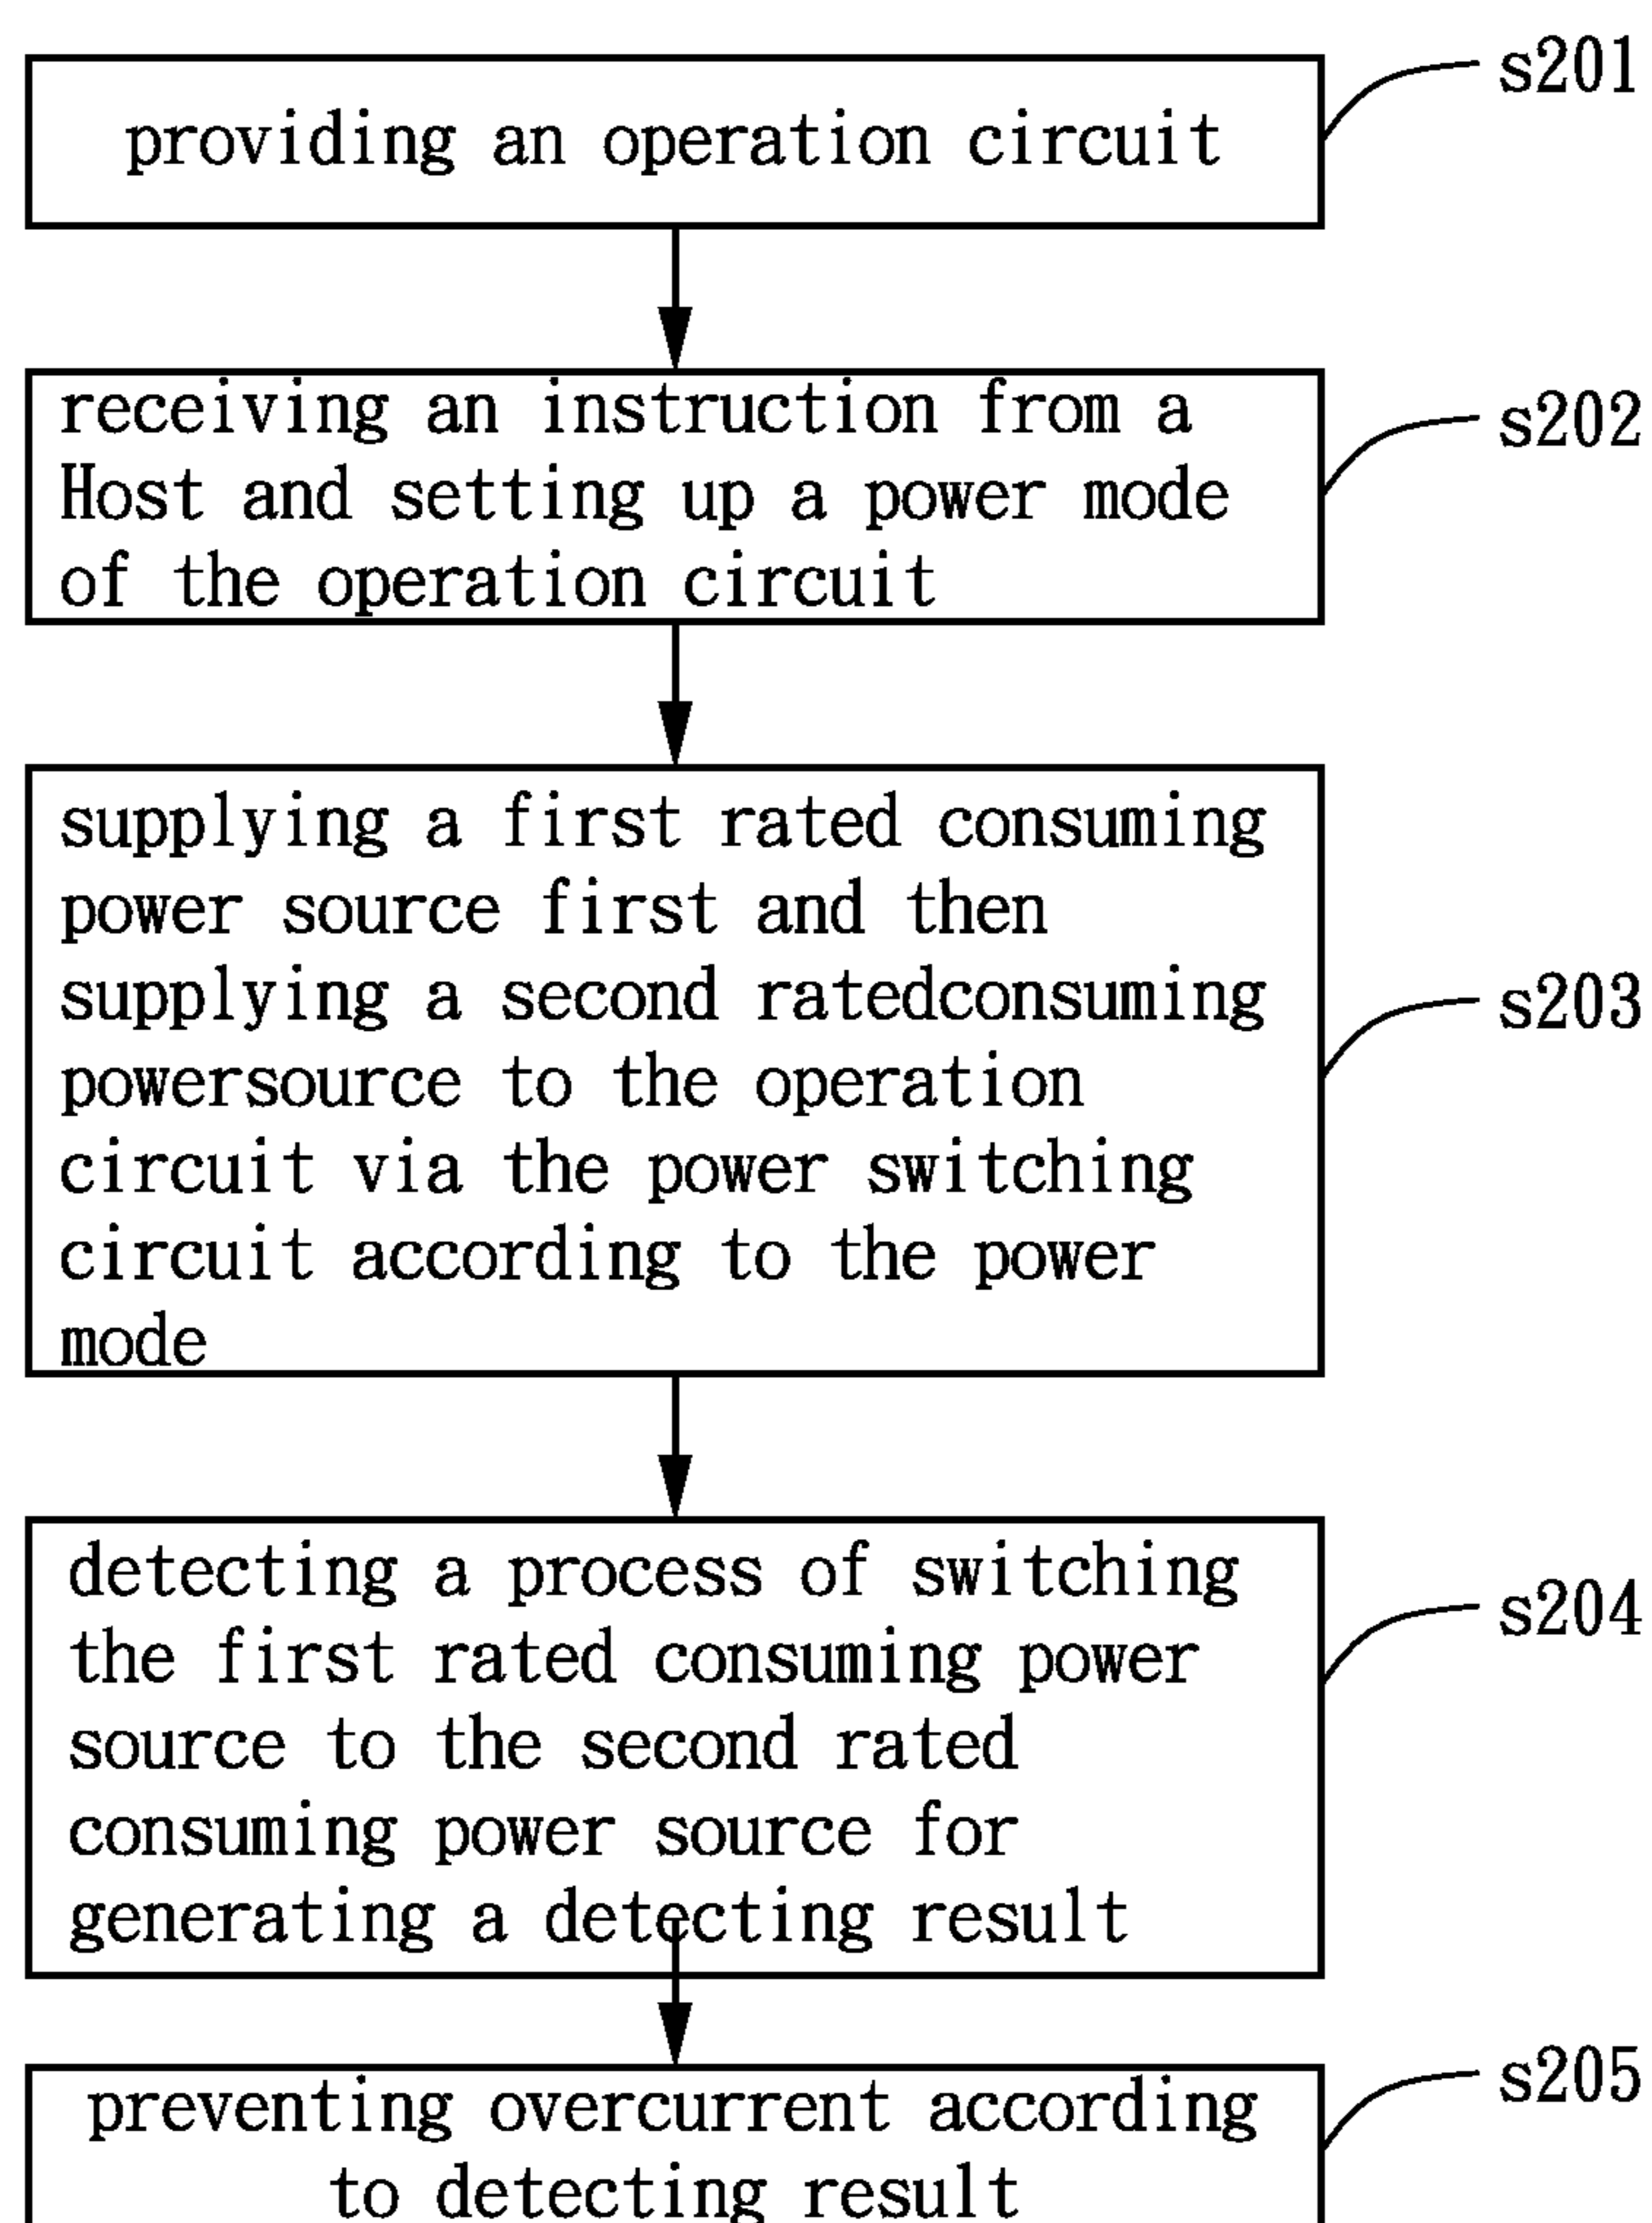 providing an operation circuit
s201
receiving an instruction from a
Host and setting up a power mode
of the operation circuit
s202
supplying a first rated consuming
power source first and then
supplying a second ratedconsuming
powersource to the operation
circuit via the power switching
circuit according to the power
mode
s203
detecting a process of switching
the first rated consuming power
source to the second rated
consuming power source for
generating a detecting result
s204
preventing overcurrent according
to detecting result
s205